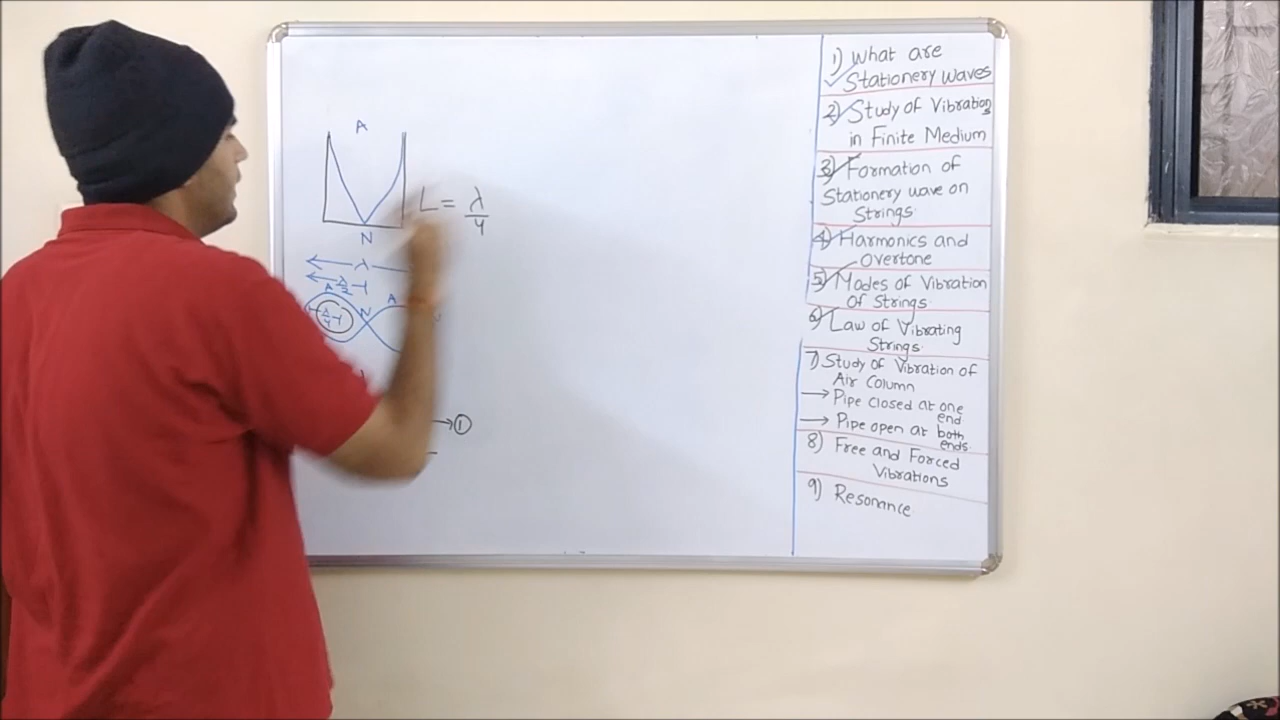 A
N
L = λ/4
λ
λ/2
A
A
N
λ/4
→ ①
1) What are
Stationery waves
2) Study of Vibrations
in Finite Medium
3) Formation of
Stationery wave on
Strings
4) Harmonics and
Overtone
5) Modes of Vibration
of Strings
6) Law of Vibrating
Strings
7) Study of Vibration of
Air Column
→ Pipe closed at one
end
→ Pipe open at both
ends
8) Free and Forced
Vibrations
9) Resonance